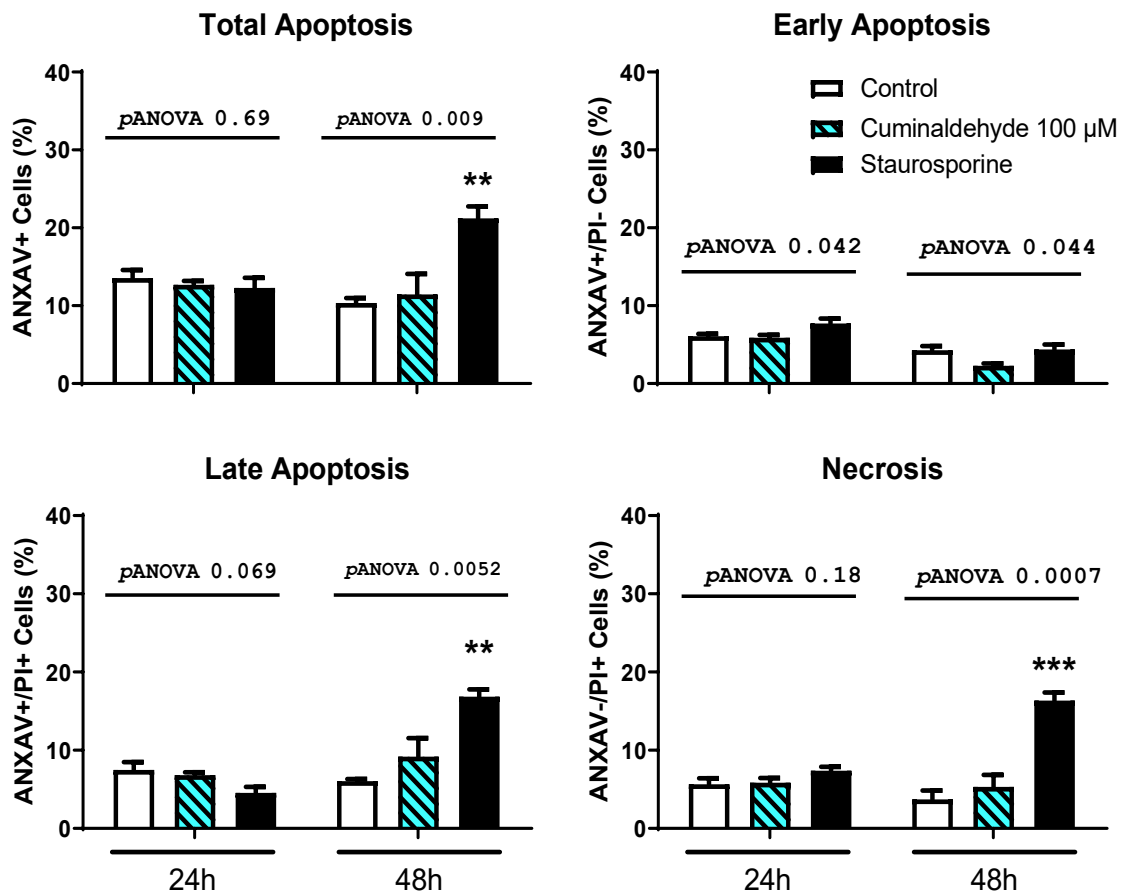 Total Apoptosis
ANXAV+ Cells (%)
40
30
20
10
0
pANOVA 0.69
pANOVA 0.009
**
Early Apoptosis
ANXAV+/PI- Cells (%)
40
30
20
10
0
Control
Cuminaldehyde 100 µM
Staurosporine
pANOVA 0.042
pANOVA 0.044
Late Apoptosis
ANXAV+/PI+ Cells (%)
40
30
20
10
0
pANOVA 0.069
pANOVA 0.0052
**
24h
48h
Necrosis
ANXAV-/PI+ Cells (%)
40
30
20
10
0
pANOVA 0.18
pANOVA 0.0007
***
24h
48h